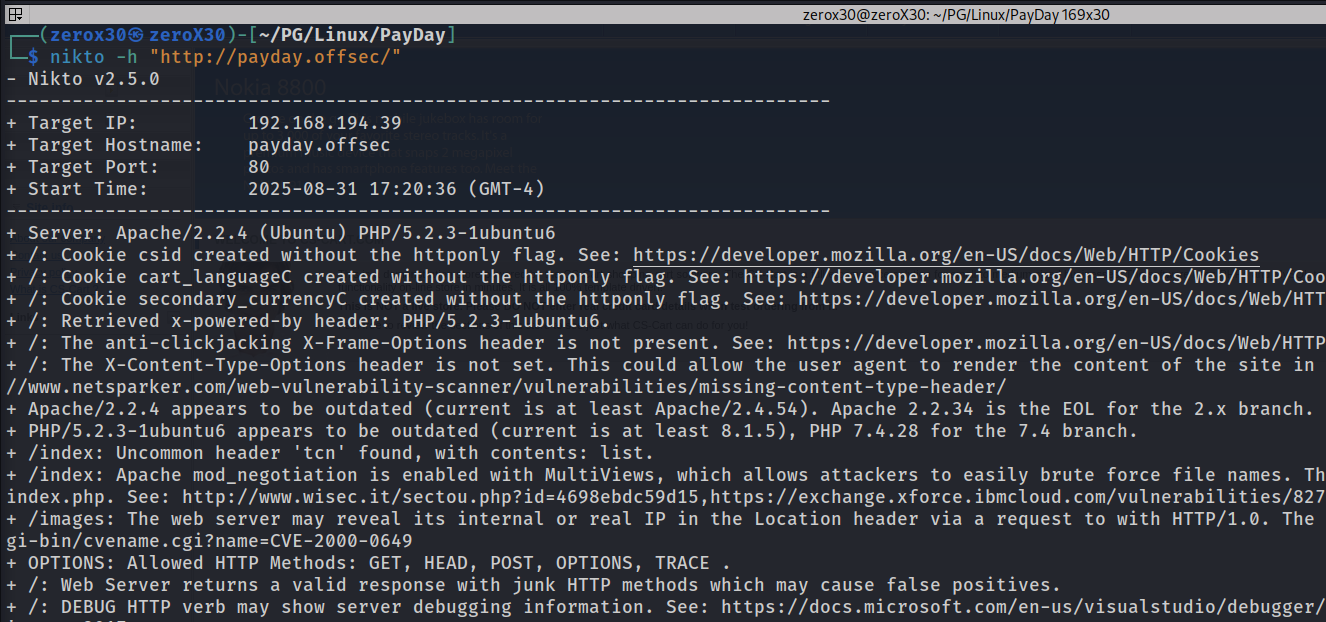 zerox30@zeroX30: ~/PG/Linux/PayDay 169x30
┌──(zerox30㉿zeroX30)-[~/PG/Linux/PayDay]
└─$ nikto -h "http://payday.offsec/"
- Nikto v2.5.0
Nokia 8800
---------------------------------------------------------------------------
+ Target IP:          192.168.194.39
+ Target Hostname:    payday.offsec
+ Target Port:        80
+ Start Time:         2025-08-31 17:20:36 (GMT-4)
---------------------------------------------------------------------------
+ Server: Apache/2.2.4 (Ubuntu) PHP/5.2.3-1ubuntu6
+ /: Cookie csid created without the httponly flag. See: https://developer.mozilla.org/en-US/docs/Web/HTTP/Cookies
+ /: Cookie cart_languageC created without the httponly flag. See: https://developer.mozilla.org/en-US/docs/Web/HTTP/Coo
+ /: Cookie secondary_currencyC created without the httponly flag. See: https://developer.mozilla.org/en-US/docs/Web/HTT
+ /: Retrieved x-powered-by header: PHP/5.2.3-1ubuntu6.
+ /: The anti-clickjacking X-Frame-Options header is not present. See: https://developer.mozilla.org/en-US/docs/Web/HTTP
+ /: The X-Content-Type-Options header is not set. This could allow the user agent to render the content of the site in
//www.netsparker.com/web-vulnerability-scanner/vulnerabilities/missing-content-type-header/
+ Apache/2.2.4 appears to be outdated (current is at least Apache/2.4.54). Apache 2.2.34 is the EOL for the 2.x branch.
+ PHP/5.2.3-1ubuntu6 appears to be outdated (current is at least 8.1.5), PHP 7.4.28 for the 7.4 branch.
+ /index: Uncommon header 'tcn' found, with contents: list.
+ /index: Apache mod_negotiation is enabled with MultiViews, which allows attackers to easily brute force file names. Th
index.php. See: http://www.wisec.it/sectou.php?id=4698ebdc59d15,https://exchange.xforce.ibmcloud.com/vulnerabilities/827
+ /images: The web server may reveal its internal or real IP in the Location header via a request to with HTTP/1.0. The
gi-bin/cvename.cgi?name=CVE-2000-0649
+ OPTIONS: Allowed HTTP Methods: GET, HEAD, POST, OPTIONS, TRACE .
+ /: Web Server returns a valid response with junk HTTP methods which may cause false positives.
+ /: DEBUG HTTP verb may show server debugging information. See: https://docs.microsoft.com/en-us/visualstudio/debugger/